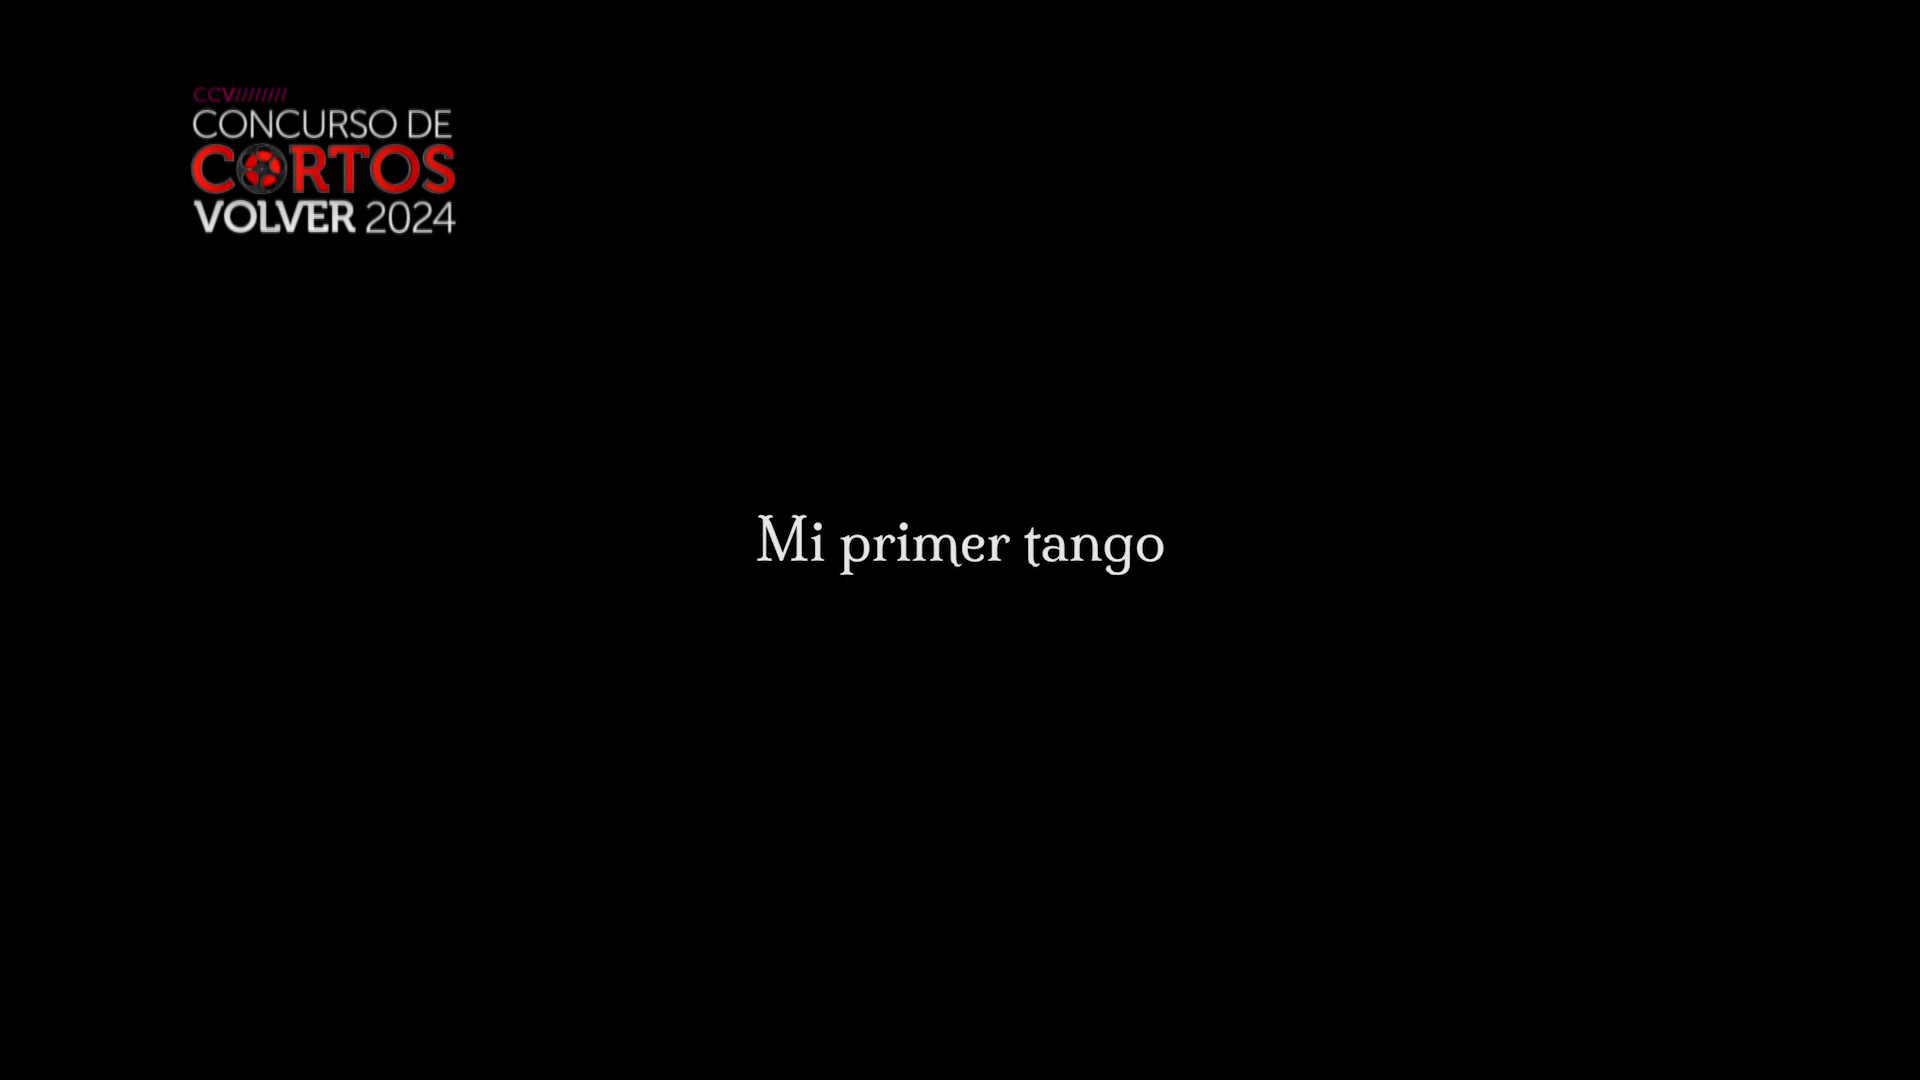 CCV////////
CONCURSO DE
CORTOS
VOLVER 2024
Mi primer tango